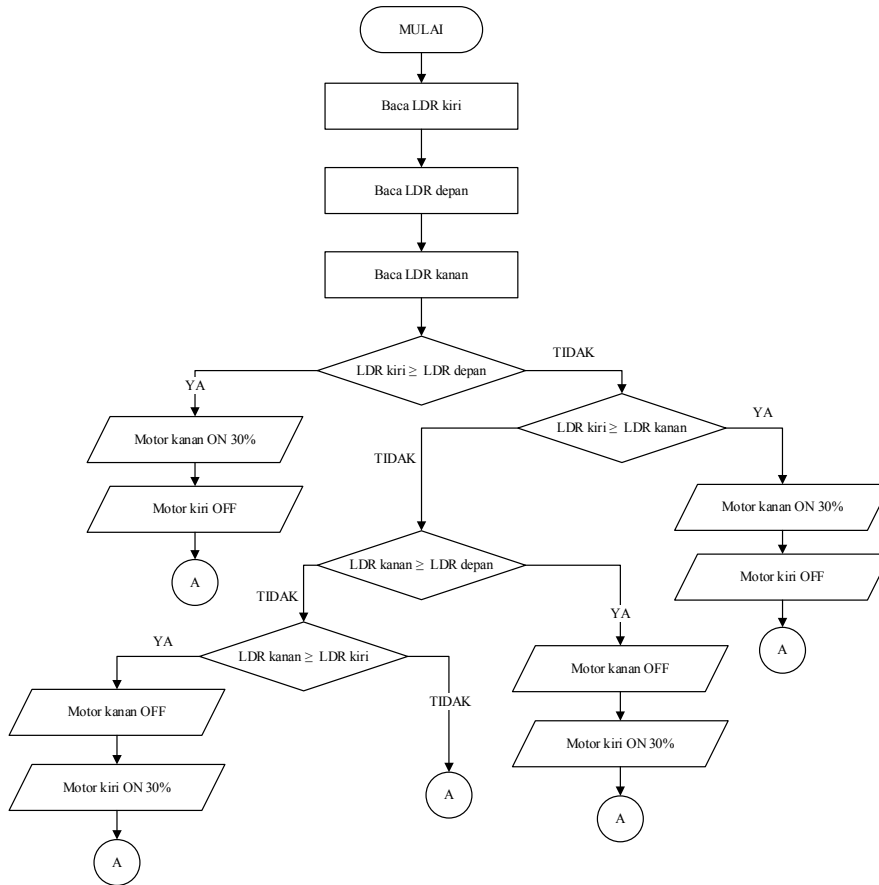 MULAI
Baca LDR kiri
Baca LDR depan
Baca LDR kanan
LDR kiri ≥ LDR depan
TIDAK
YA
LDR kiri ≥ LDR kanan
YA
Motor kanan ON 30%
TIDAK
Motor kiri OFF
Motor kanan ON 30%
A
LDR kanan ≥ LDR depan
Motor kiri OFF
TIDAK
YA
A
YA
LDR kanan ≥ LDR kiri
Motor kanan OFF
TIDAK
Motor kanan OFF
Motor kiri ON 30%
Motor kiri ON 30%
A
A
A